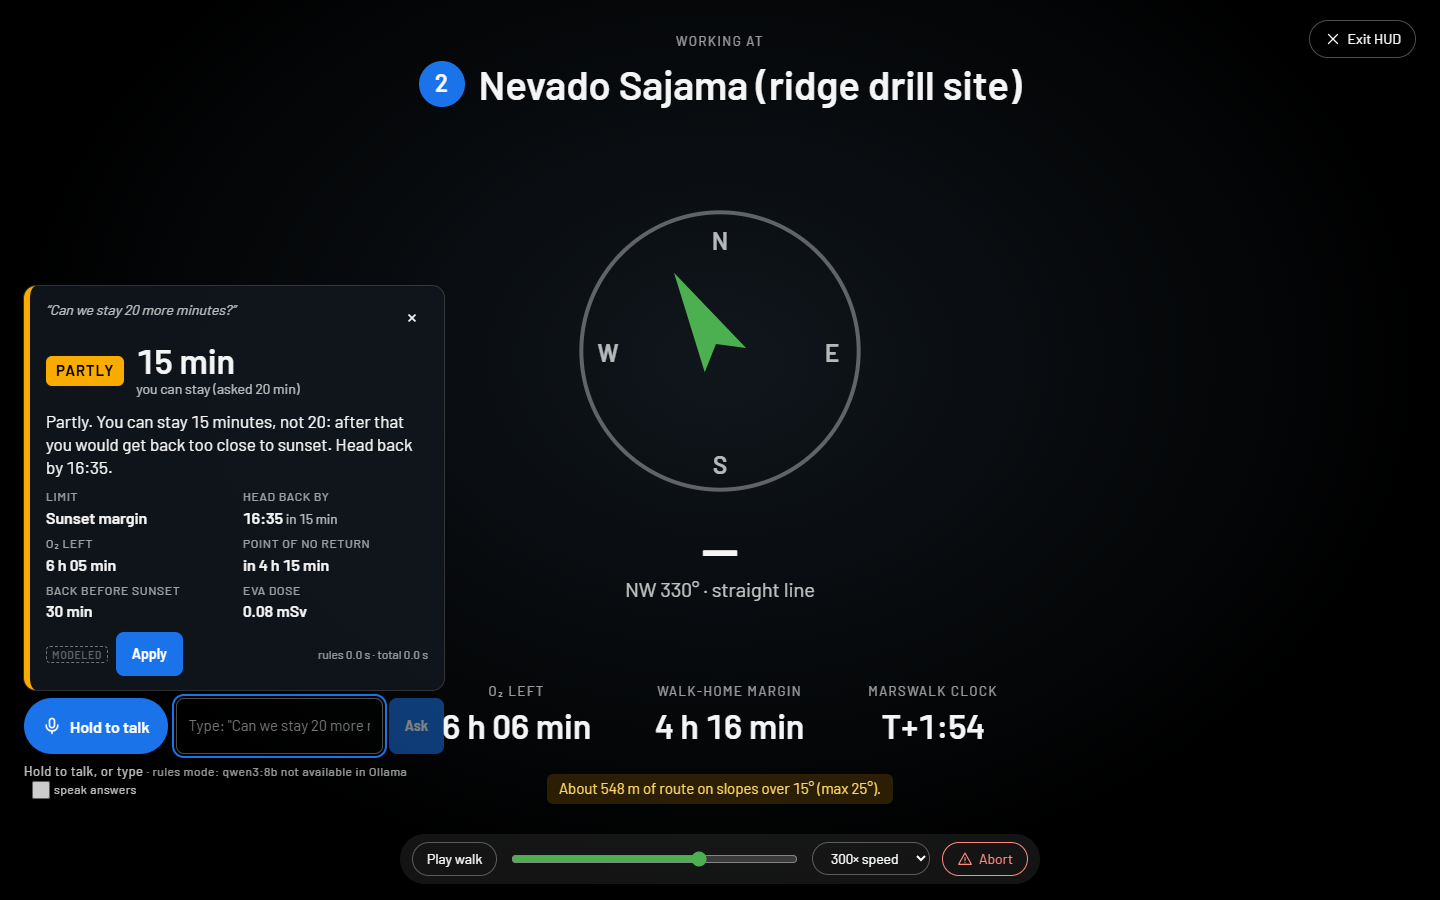 WORKING AT
Exit HUD
2 Nevado Sajama (ridge drill site)
N
W
E
S
NW 330° · straight line
"Can we stay 20 more minutes?"
×
PARTLY
15 min
you can stay (asked 20 min)
Partly. You can stay 15 minutes, not 20: after that
you would get back too close to sunset. Head back
by 16:35.
LIMIT
Sunset margin
HEAD BACK BY
16:35 in 15 min
O₂ LEFT
6 h 05 min
POINT OF NO RETURN
in 4 h 15 min
BACK BEFORE SUNSET
30 min
EVA DOSE
0.08 mSv
MODELED
Apply
rules 0.0 s · total 0.0 s
Hold to talk
Type: "Can we stay 20 more r
Ask
Hold to talk, or type · rules mode: qwen3:8b not available in Ollama
speak answers
O₂ LEFT
6 h 06 min
WALK-HOME MARGIN
4 h 16 min
MARSWALK CLOCK
T+1:54
About 548 m of route on slopes over 15° (max 25°).
Play walk
300× speed
Abort